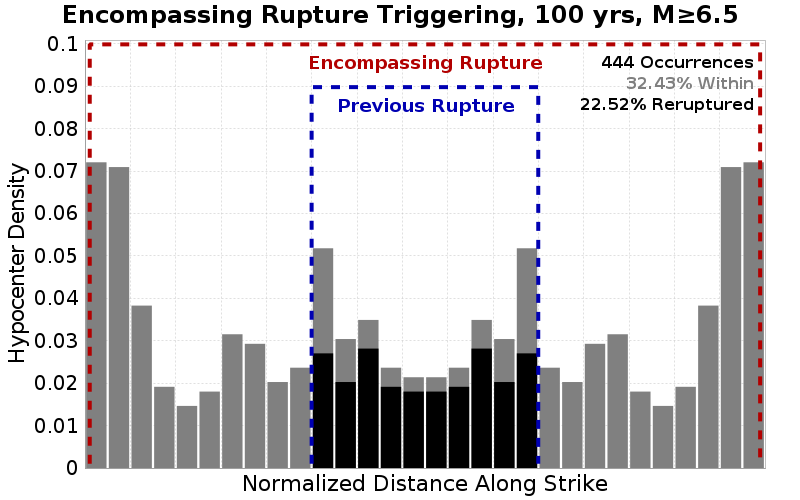 Encompassing Rupture Triggering, 100 yrs, M≥6.5
0.1
Encompassing Rupture
444 Occurrences
32.43% Within
22.52% Reruptured
0.09
Previous Rupture
0.08
0.07
0.06
0.05
0.04
0.03
0.02
0.01
0
Hypocenter Density
Normalized Distance Along Strike